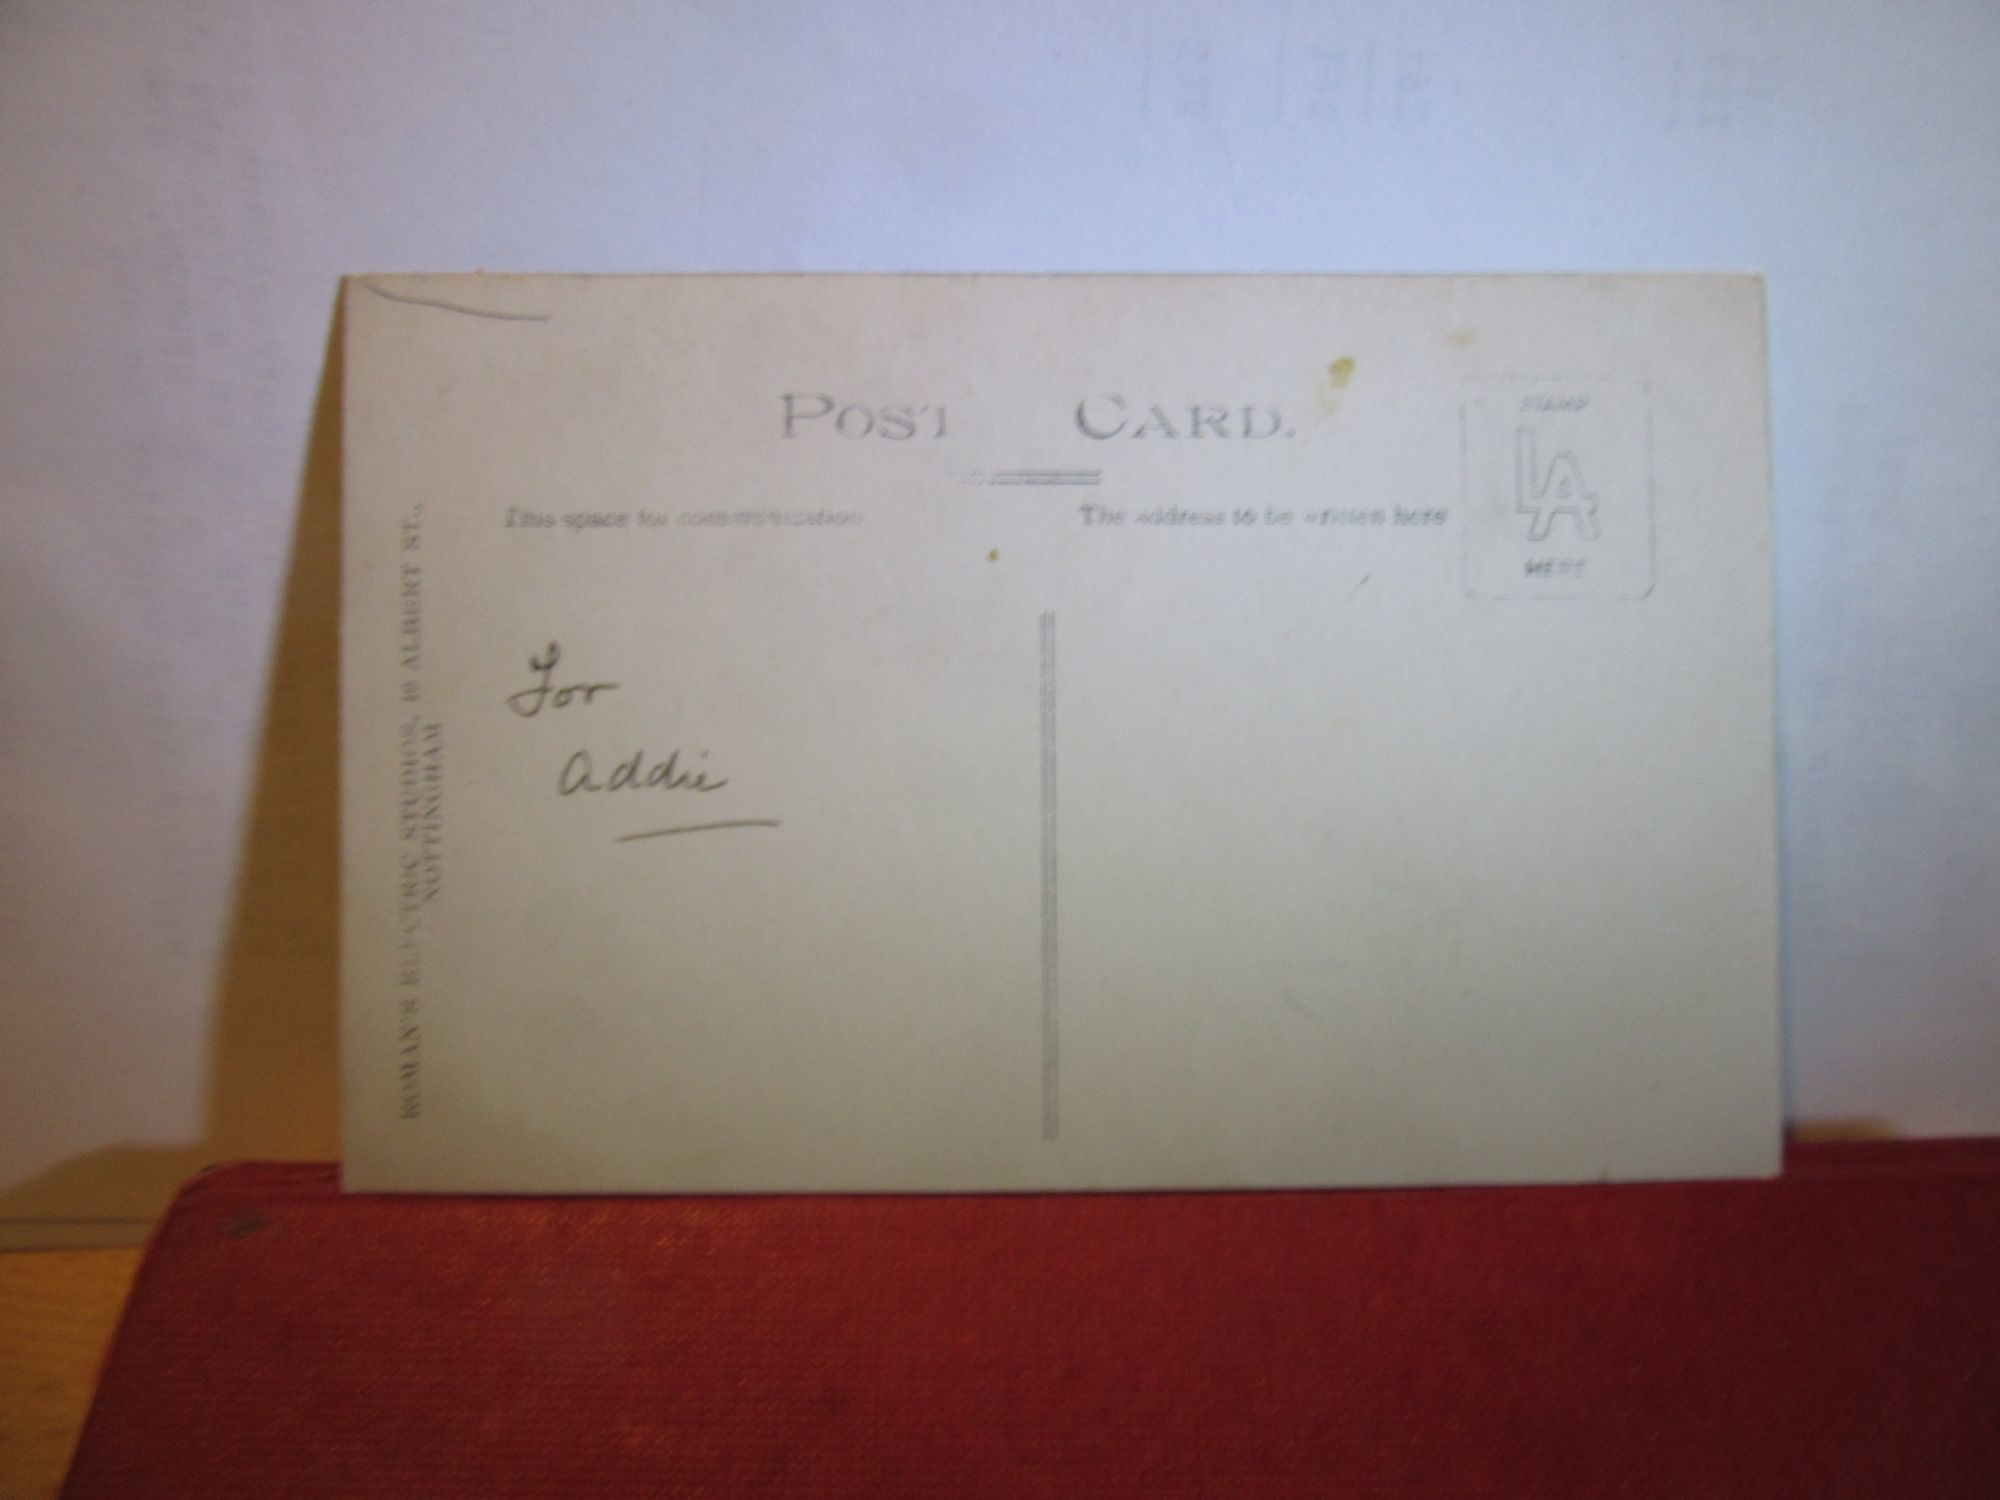 POST CARD.
This space for communication
The address to be written here
STAMP
LA
HERE
For
Addie
ROMAN'S ELECTRIC STUDIOS, 10 ALBERT ST.,
NOTTINGHAM